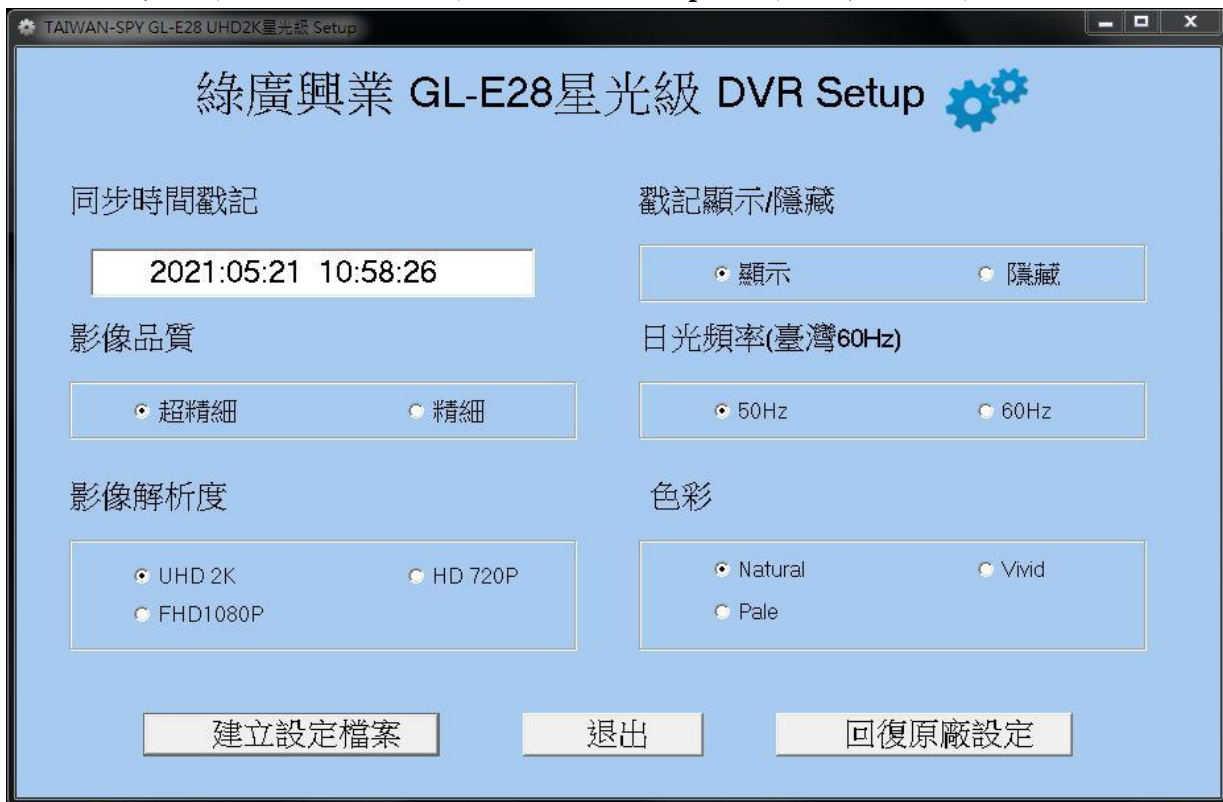 TAIWAN-SPY GL-E28 UHD2K星光級 Setup
綠廣興業 GL-E28星光級 DVR Setup
同步時間戳記
戳記顯示/隱藏
2021:05:21 10:58:26
顯示
隱藏
影像品質
日光頻率(臺灣60Hz)
超精細
精細
50Hz
60Hz
影像解析度
色彩
UHD 2K
HD 720P
Natural
Vivid
FHD1080P
Pale
建立設定檔案
退出
回復原廠設定